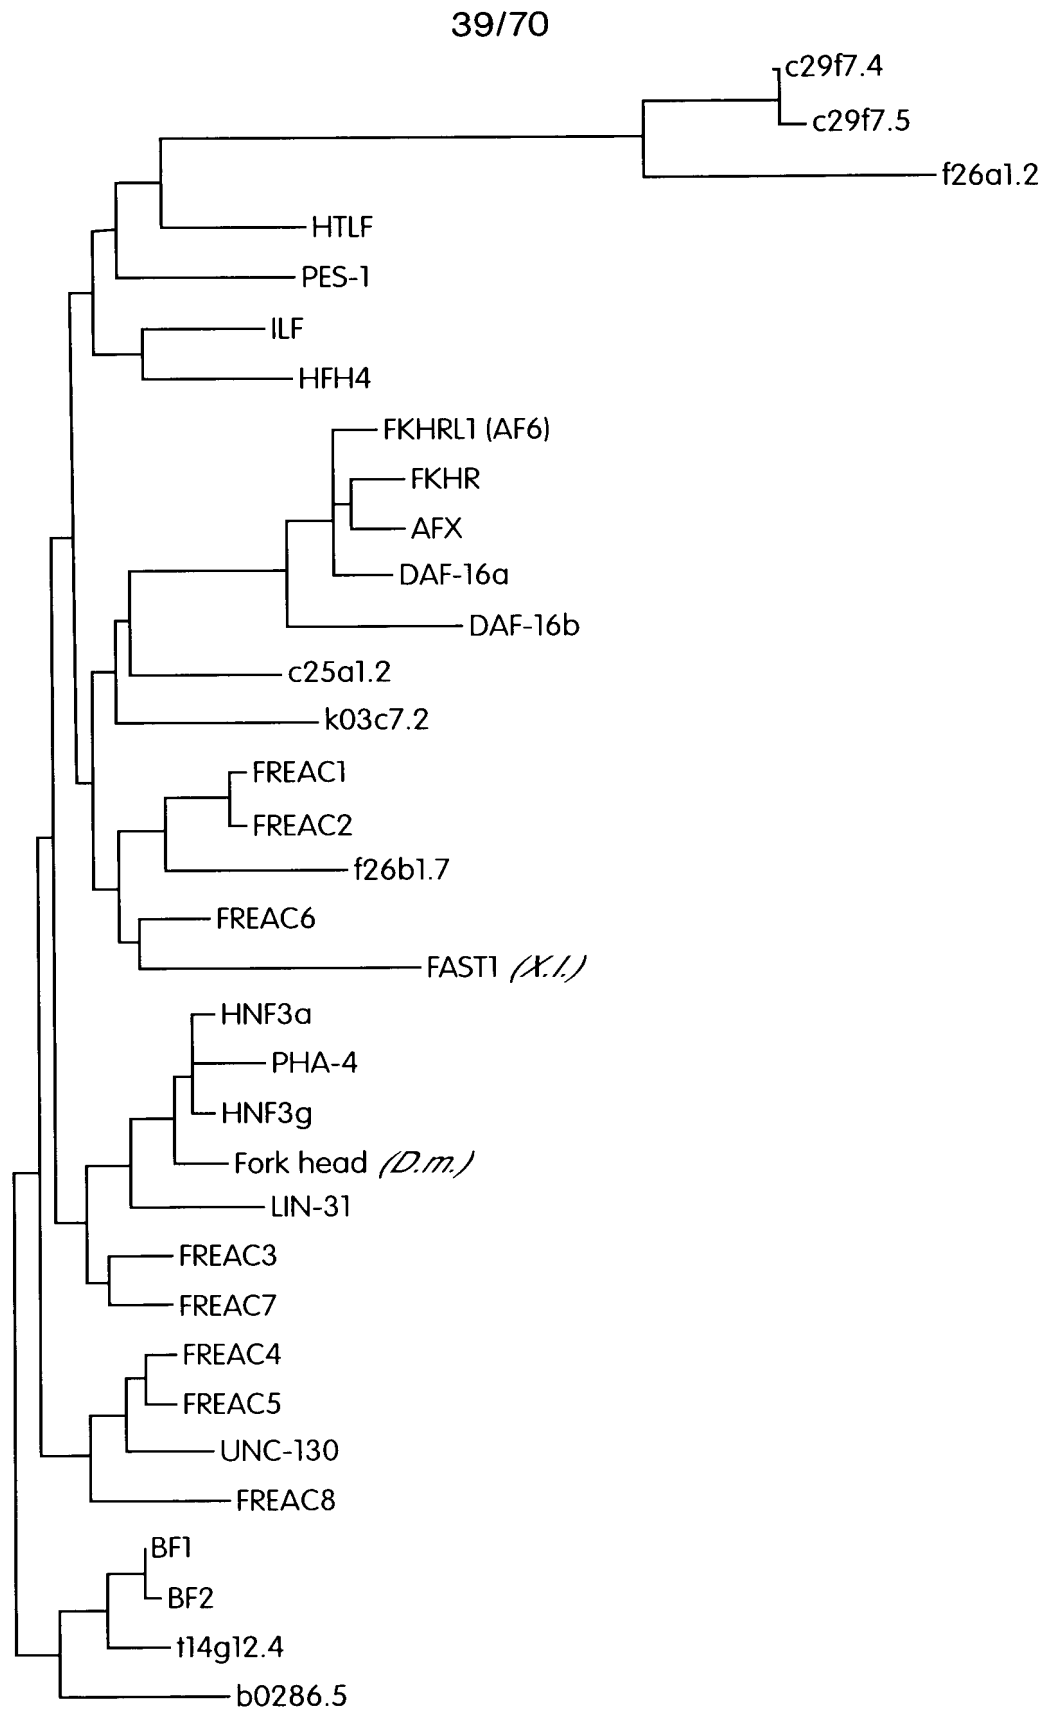 39/70
c29f7.4
c29f7.5
f26a1.2
HTLF
PES-1
ILF
HFH4
FKHRL1 (AF6)
FKHR
AFX
DAF-16a
DAF-16b
c25a1.2
k03c7.2
FREAC1
FREAC2
f26b1.7
FREAC6
FAST1 (X.l.)
HNF3a
PHA-4
HNF3g
Fork head (D.m.)
LIN-31
FREAC3
FREAC7
FREAC4
FREAC5
UNC-130
FREAC8
BF1
BF2
t14g12.4
b0286.5